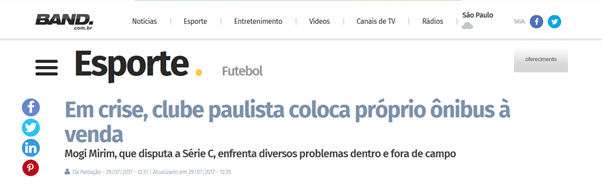 BAND.
com.br
Notícias Esporte Entretenimento Vídeos Canais de TV Rádios São Paulo SIGA:
oferecimento
Esporte. Futebol
Em crise, clube paulista coloca próprio ônibus à
venda
Mogi Mirim, que disputa a Série C, enfrenta diversos problemas dentro e fora de campo
Da Redação - 29/07/2017 - 12:31 | Atualizado em 29/07/2017 - 12:35